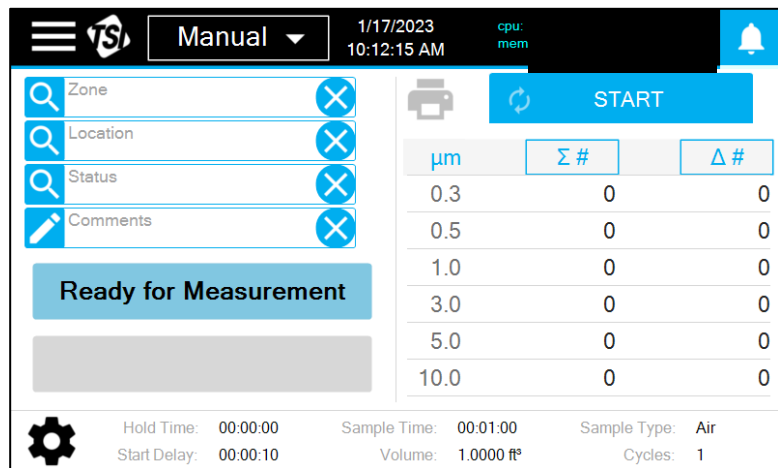 TSI Manual 1/17/2023 cpu:
10:12:15 AM mem
Zone
Location
Status
Comments
Ready for Measurement
START
µm Σ # Δ #
0.3 0 0
0.5 0 0
1.0 0 0
3.0 0 0
5.0 0 0
10.0 0 0
Hold Time: 00:00:00 Sample Time: 00:01:00 Sample Type: Air
Start Delay: 00:00:10 Volume: 1.0000 ft³ Cycles: 1